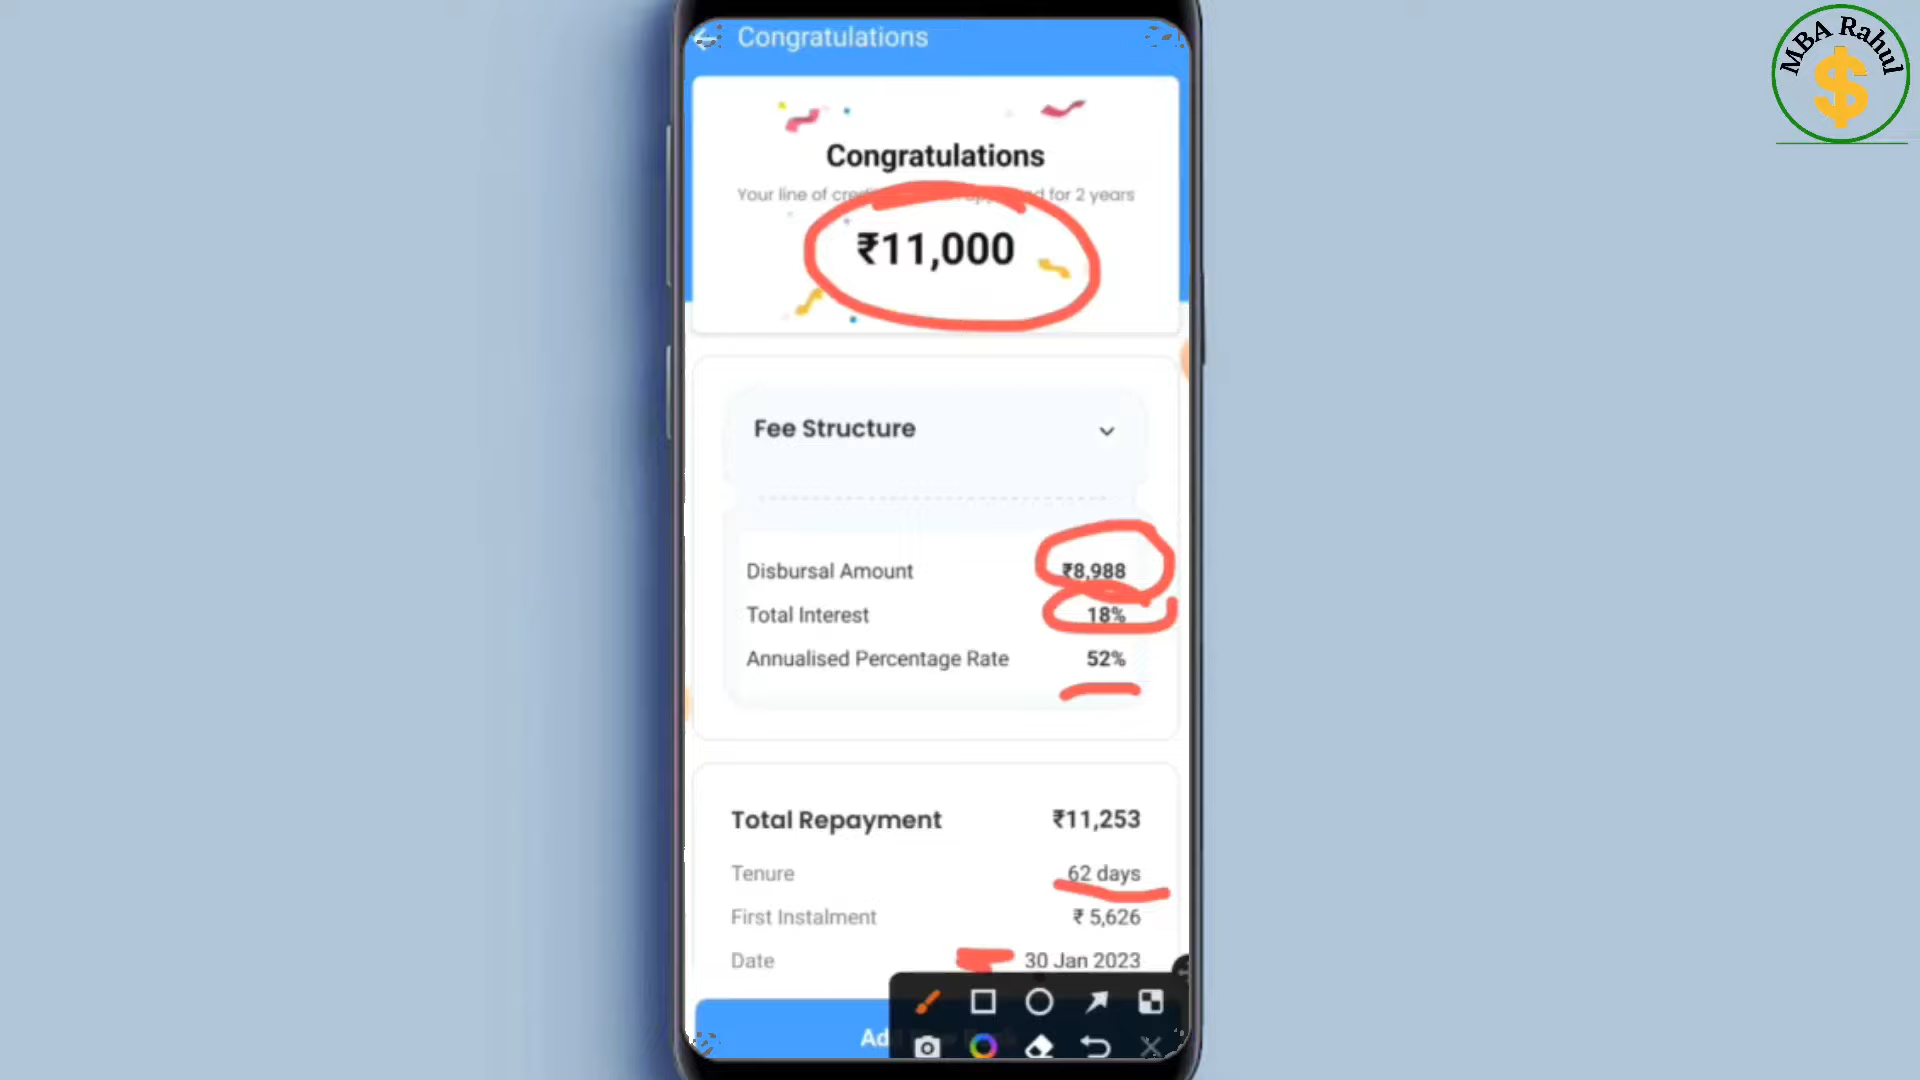 MBA Rahul
Congratulations
Congratulations
Your line of for 2 years
₹11,000
Fee Structure
Disbursal Amount ₹8,988
Total Interest 18%
Annualised Percentage Rate 52%
Total Repayment ₹11,253
Tenure 62 days
First Instalment ₹ 5,626
Date 30 Jan 2023